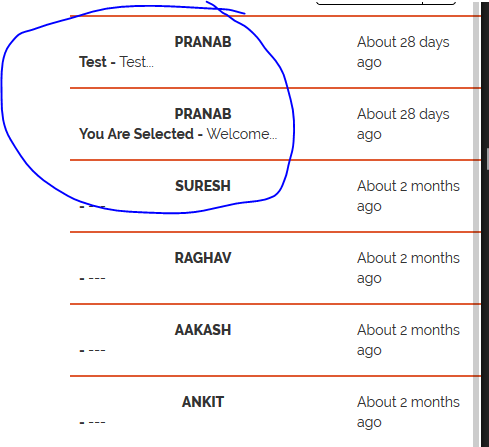 PRANAB About 28 days
Test - Test... ago
PRANAB About 28 days
You Are Selected - Welcome... ago
SURESH About 2 months
- --- ago
RAGHAV About 2 months
- --- ago
AAKASH About 2 months
- --- ago
ANKIT About 2 months
- --- ago